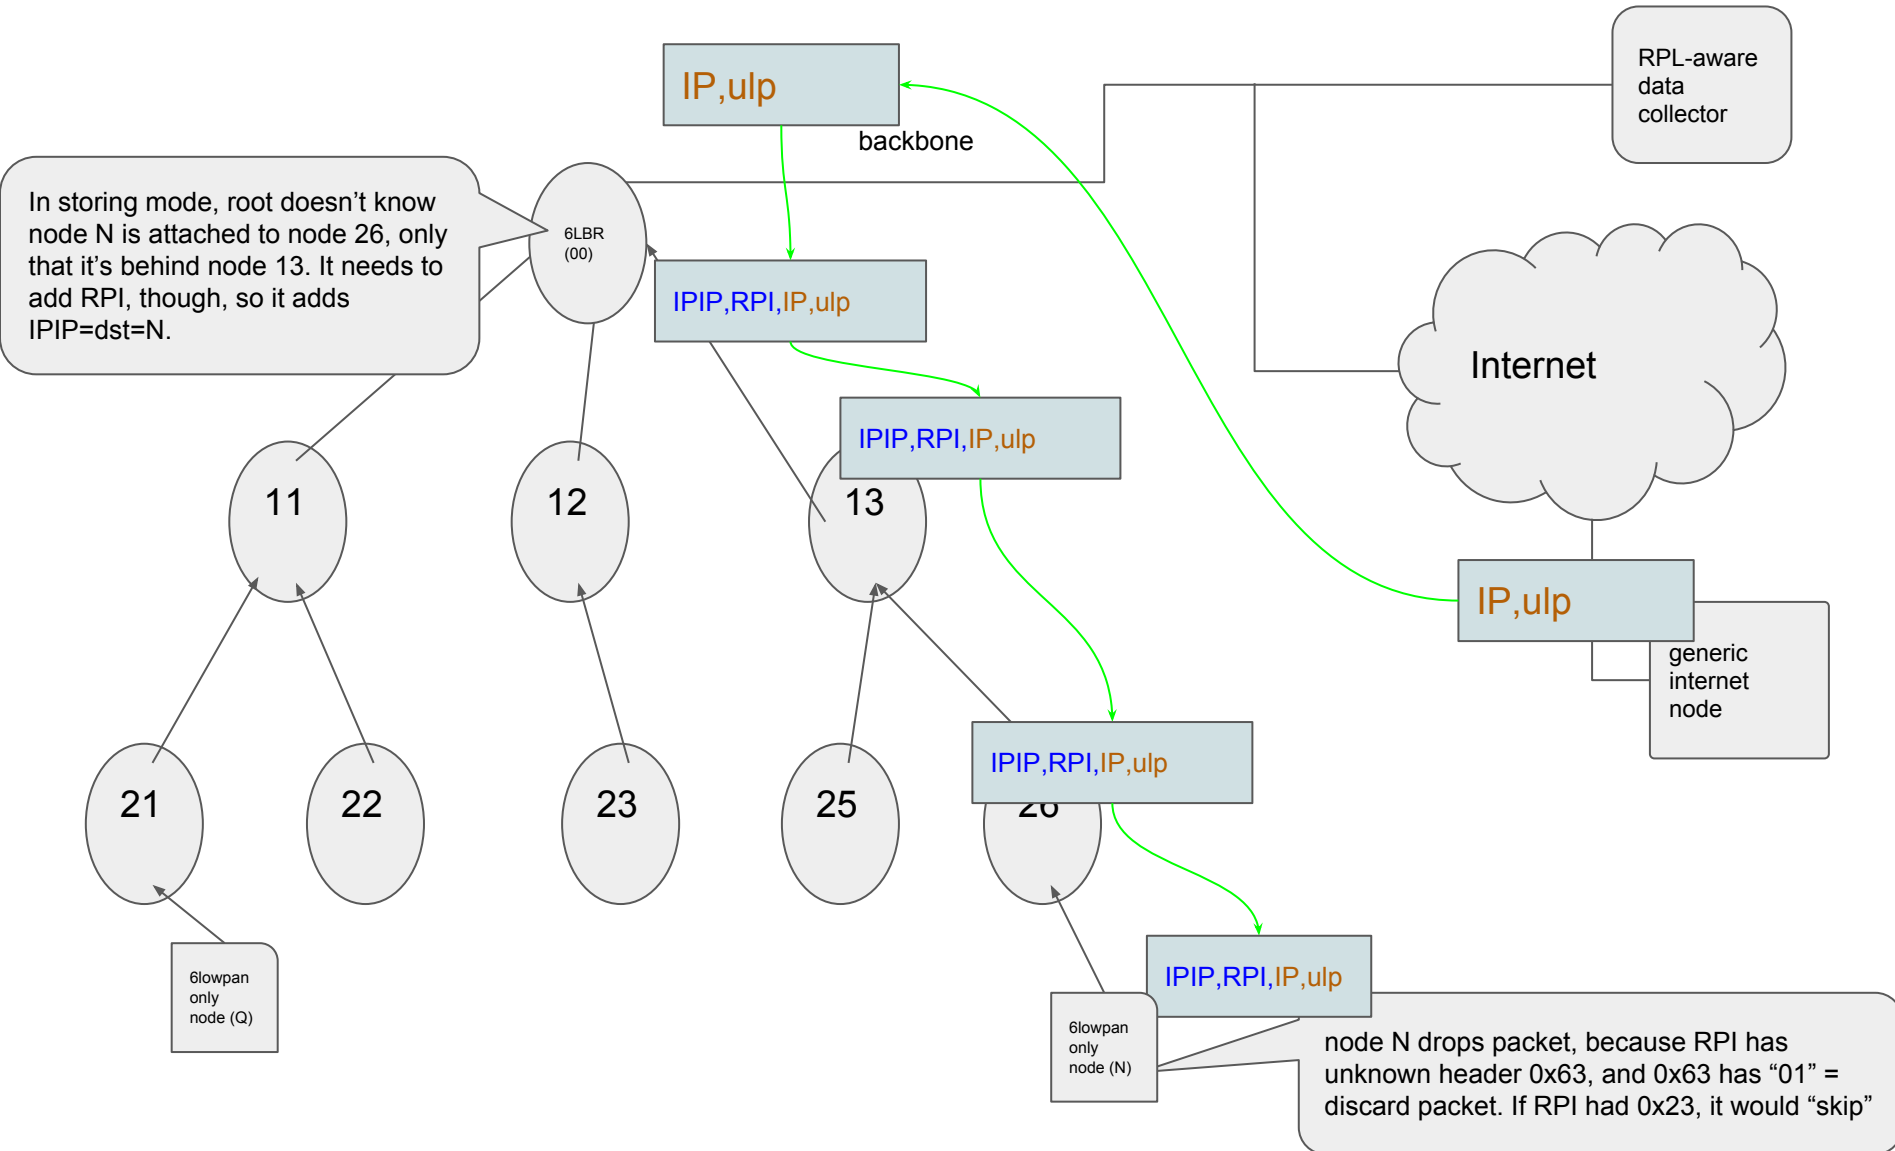 IP,ulp
RPL-aware
data
collector
backbone
In storing mode, root doesn’t know
node N is attached to node 26, only
that it’s behind node 13. It needs to
add RPI, though, so it adds
IPIP=dst=N.
6LBR
(00)
IPIP,RPI,IP,ulp
Internet
IPIP,RPI,IP,ulp
11
12
13
IP,ulp
generic
internet
node
IPIP,RPI,IP,ulp
21
22
23
25
26
IPIP,RPI,IP,ulp
6lowpan
only
node (Q)
6lowpan
only
node (N)
node N drops packet, because RPI has
unknown header 0x63, and 0x63 has “01” =
discard packet. If RPI had 0x23, it would “skip”